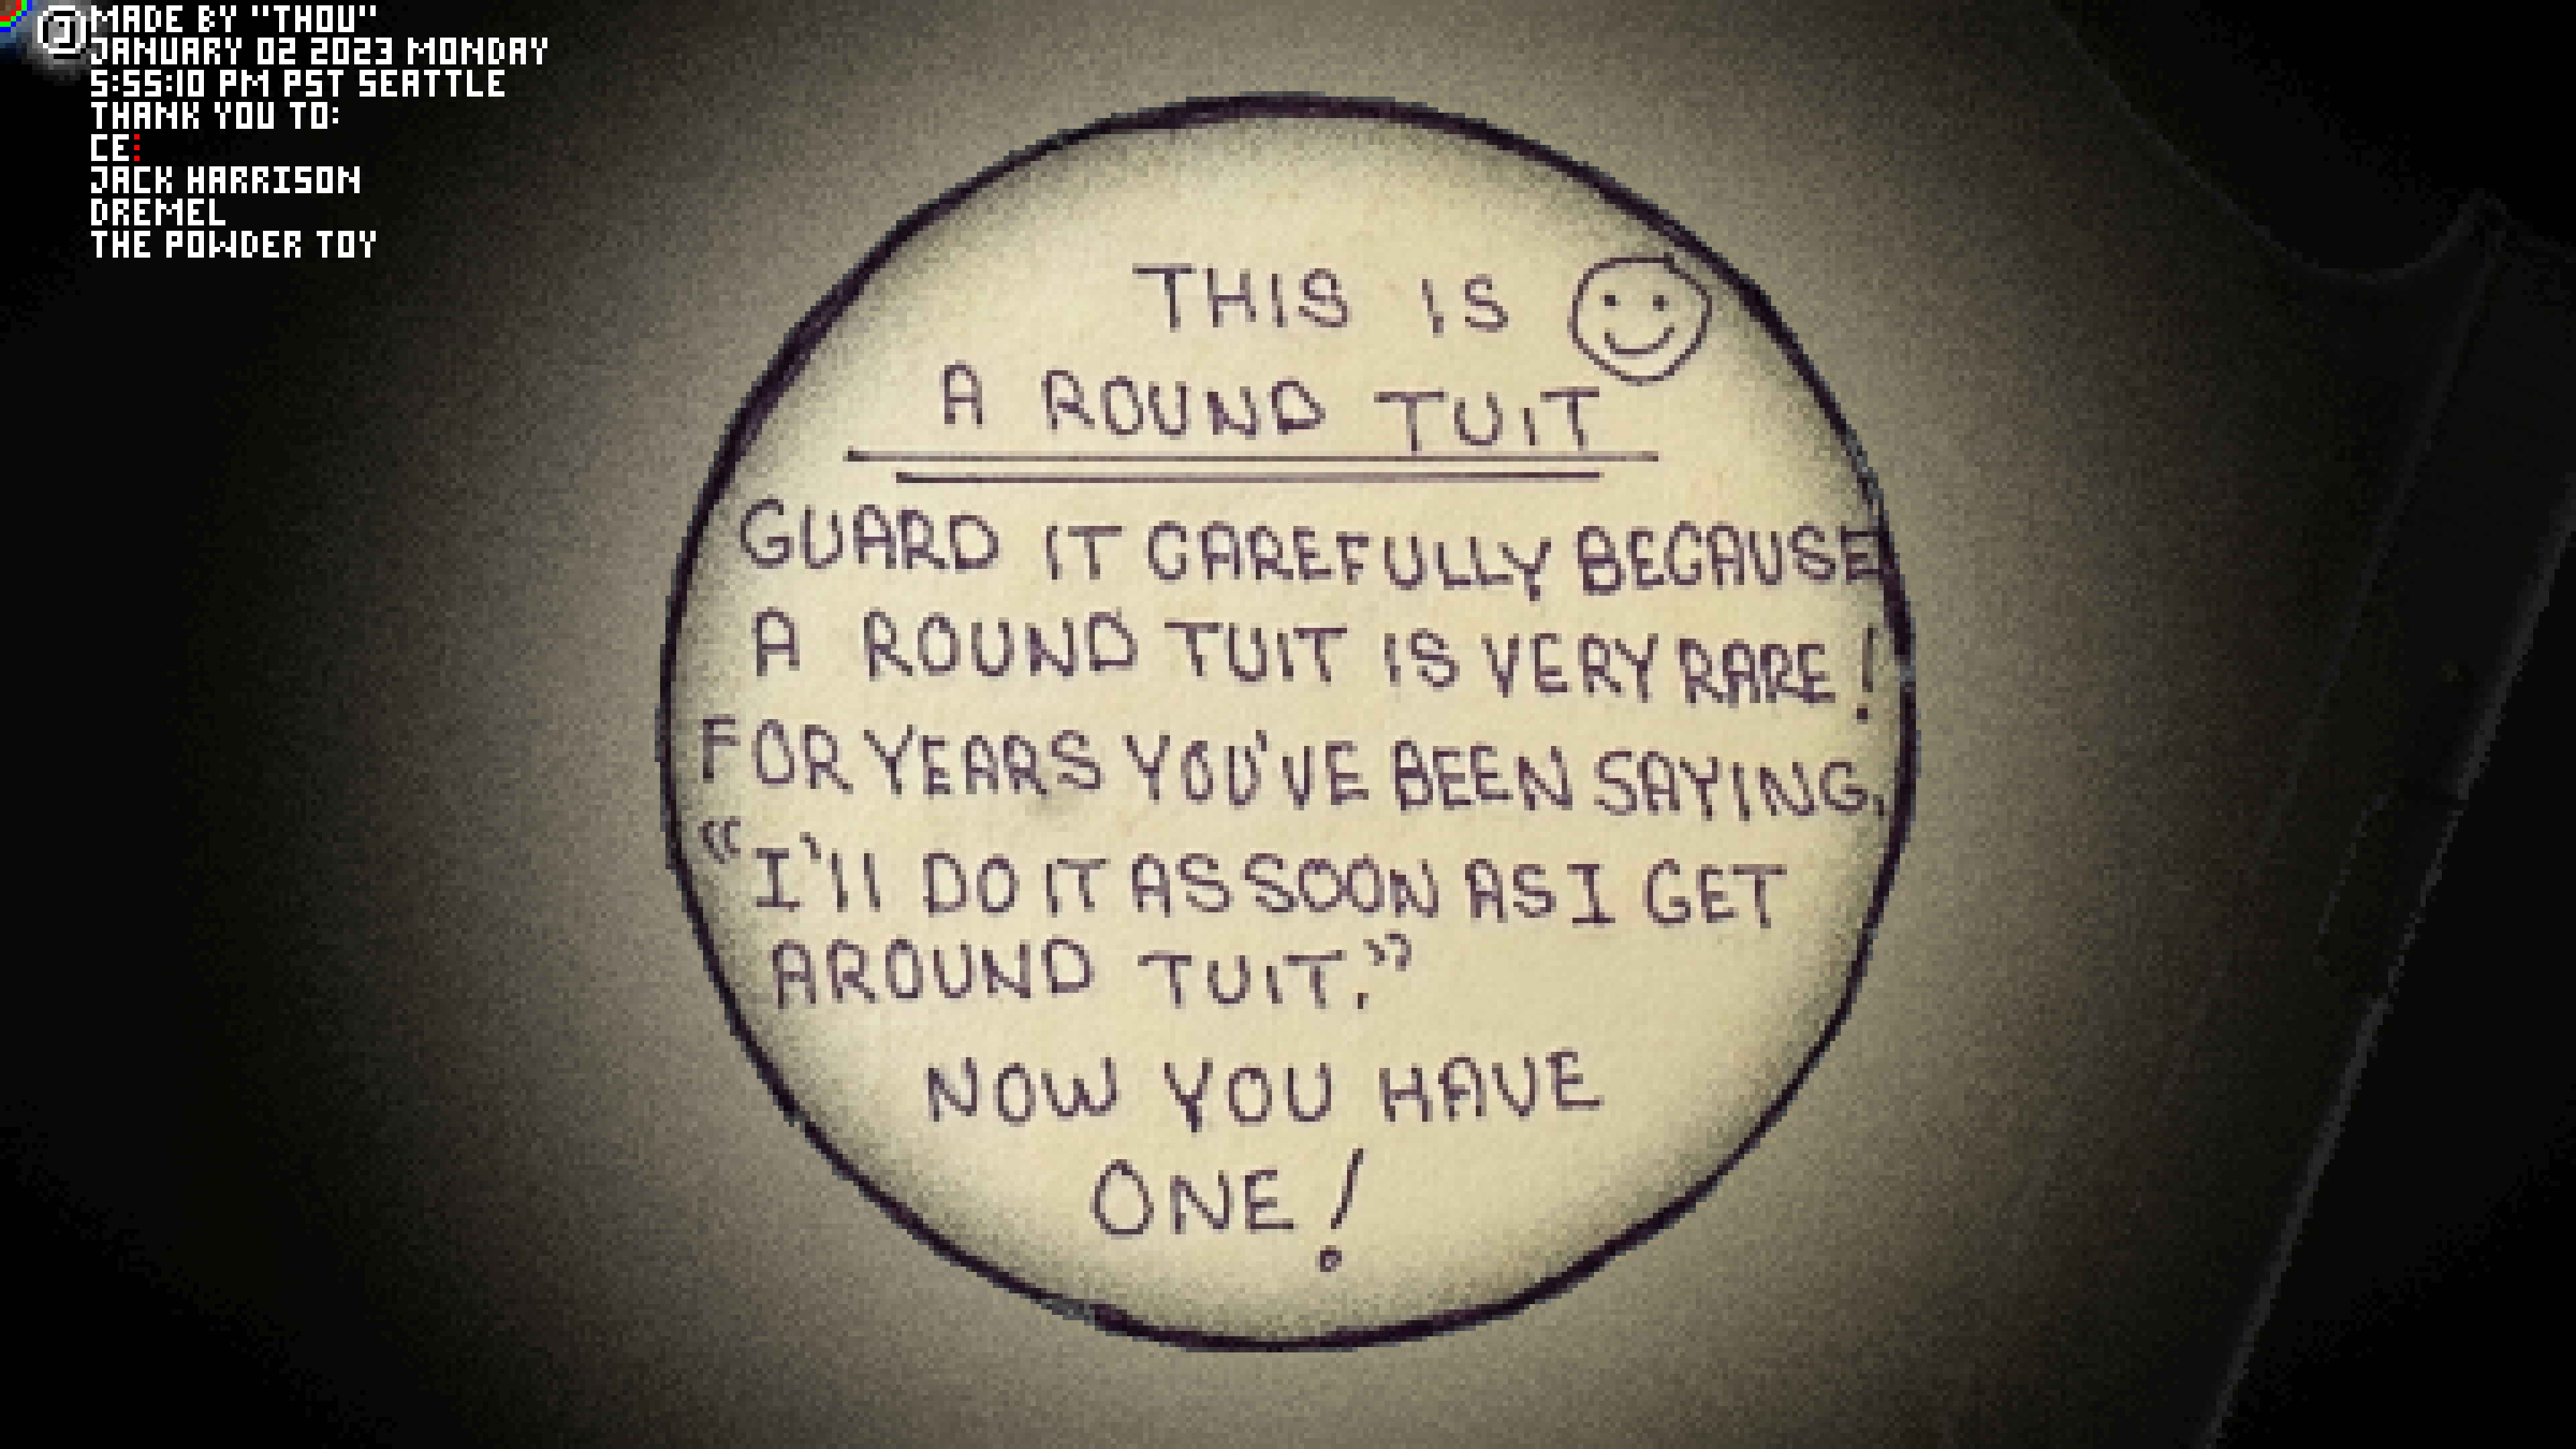 MADE BY "THOU"
JANUARY 02 2023 MONDAY
5:55:10 PM PST SEATTLE
THANK YOU TO:
CE:
JACK HARRISON
DREMEL
THE POWDER TOY
THIS IS
A ROUND TUIT
GUARD IT CAREFULLY BECAUSE
A ROUND TUIT IS VERY RARE!
FOR YEARS YOU'VE BEEN SAYING,
“I'll DO IT AS SOON AS I GET
AROUND TUIT.”
NOW YOU HAVE
ONE!